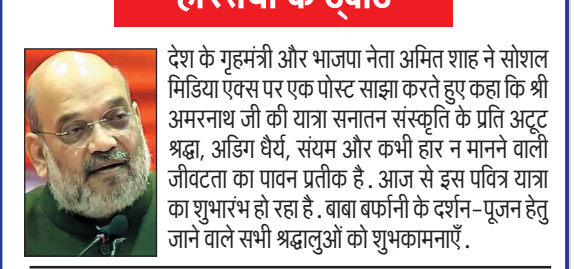 हस्तियों के ट्वीट
देश के गृहमंत्री और भाजपा नेता अमित शाह ने सोशल
मिडिया एक्स पर एक पोस्ट साझा करते हुए कहा कि श्री
अमरनाथ जी की यात्रा सनातन संस्कृति के प्रति अटूट
श्रद्धा, अडिग धैर्य, संयम और कभी हार न मानने वाली
जीवटता का पावन प्रतीक है. आज से इस पवित्र यात्रा
का शुभारंभ हो रहा है. बाबा बर्फानी के दर्शन-पूजन हेतु
जाने वाले सभी श्रद्धालुओं को शुभकामनाएँ.